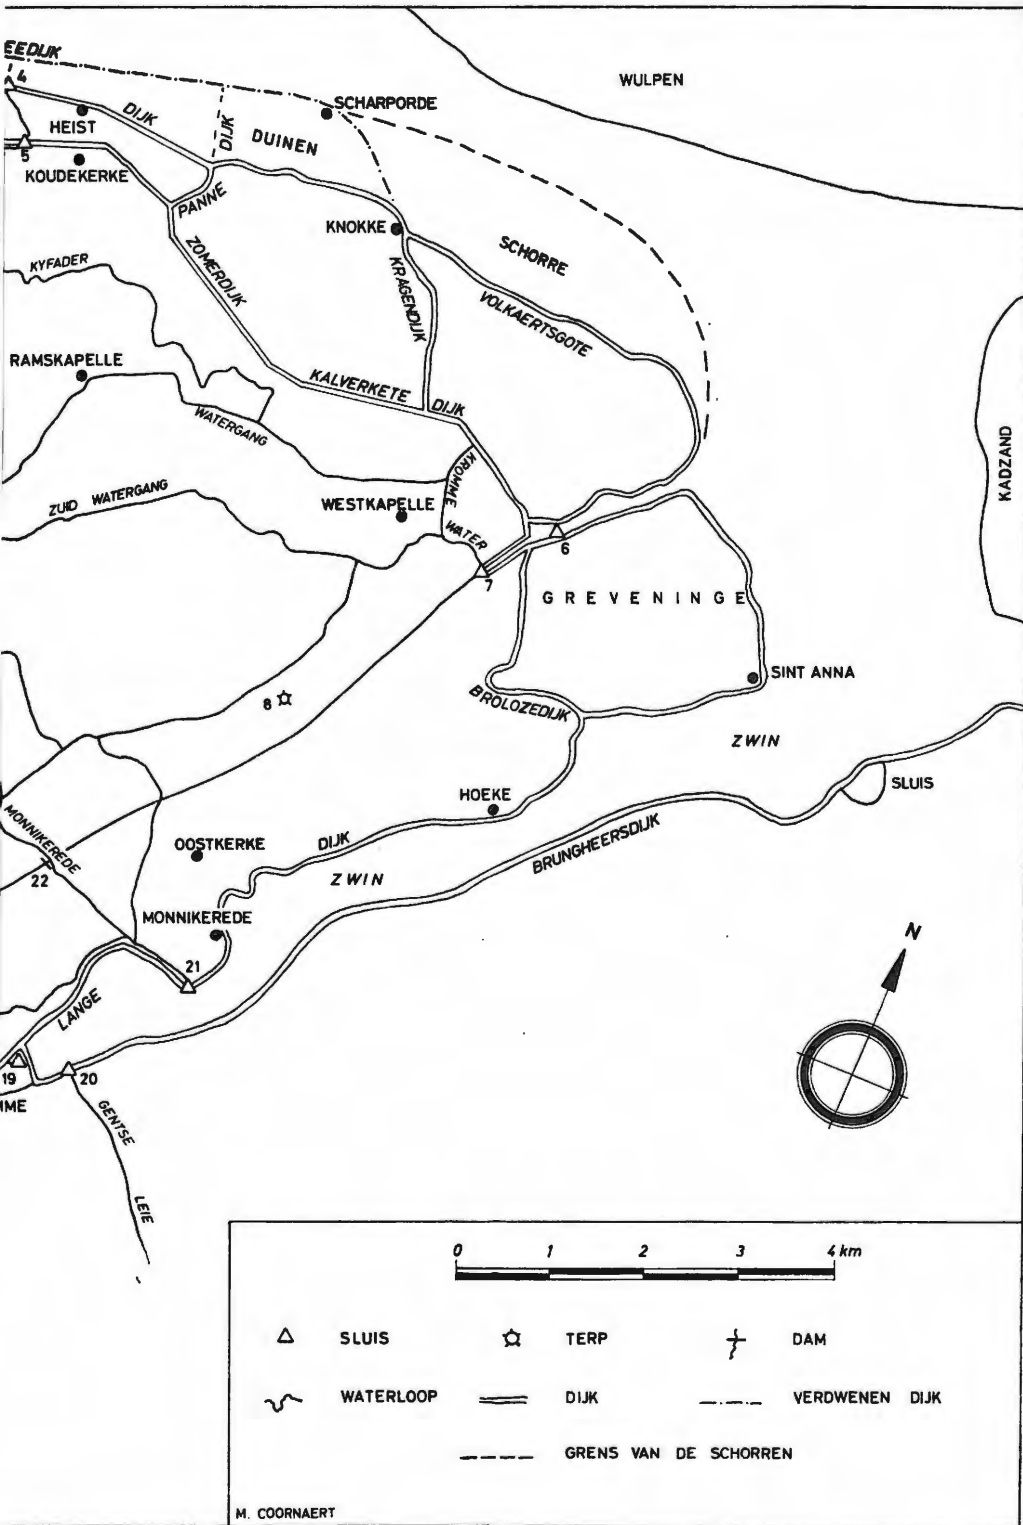 EEDIJK
WULPEN
4
DIJK
SCHARPORDE
HEIST
DIJK
DUINEN
5
KOUDEKERKE
PANNE
KNOKKE
SCHORRE
KYFADER
ZOMERDIJK
KRAGENDIJK
VOLKAERTSGOTE
RAMSKAPELLE
KALVERKETE
DIJK
WATERGANG
KADZAND
ZUID WATERGANG
KROMME
WATER
WESTKAPELLE
6
7
GREVENINGE
SINT ANNA
8
BROLOZEDIJK
ZWIN
SLUIS
HOEKE
MONNIKEREDE
OOSTKERKE
DIJK
BRUNGHEERSDIJK
22
ZWIN
MONNIKEREDE
N
21
LANGE
19
20
MME
GENTSE
LEIE
0 1 2 3 4 km
SLUIS
TERP
DAM
WATERLOOP
DIJK
VERDWENEN DIJK
GRENS VAN DE SCHORREN
M. COORNAERT